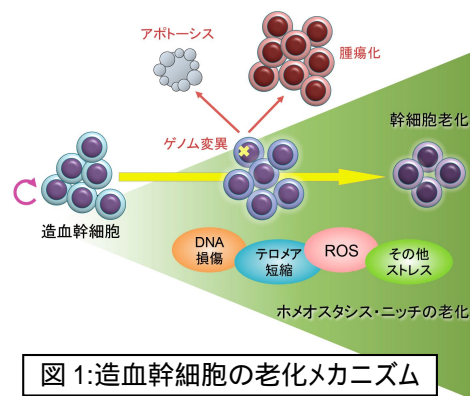 アポトーシス
腫瘍化
ゲノム変異
幹細胞老化
造血幹細胞
DNA
損傷
テロメア
短縮
ROS
その他
ストレス
ホメオスタシス・ニッチの老化
図 1:造血幹細胞の老化メカニズム